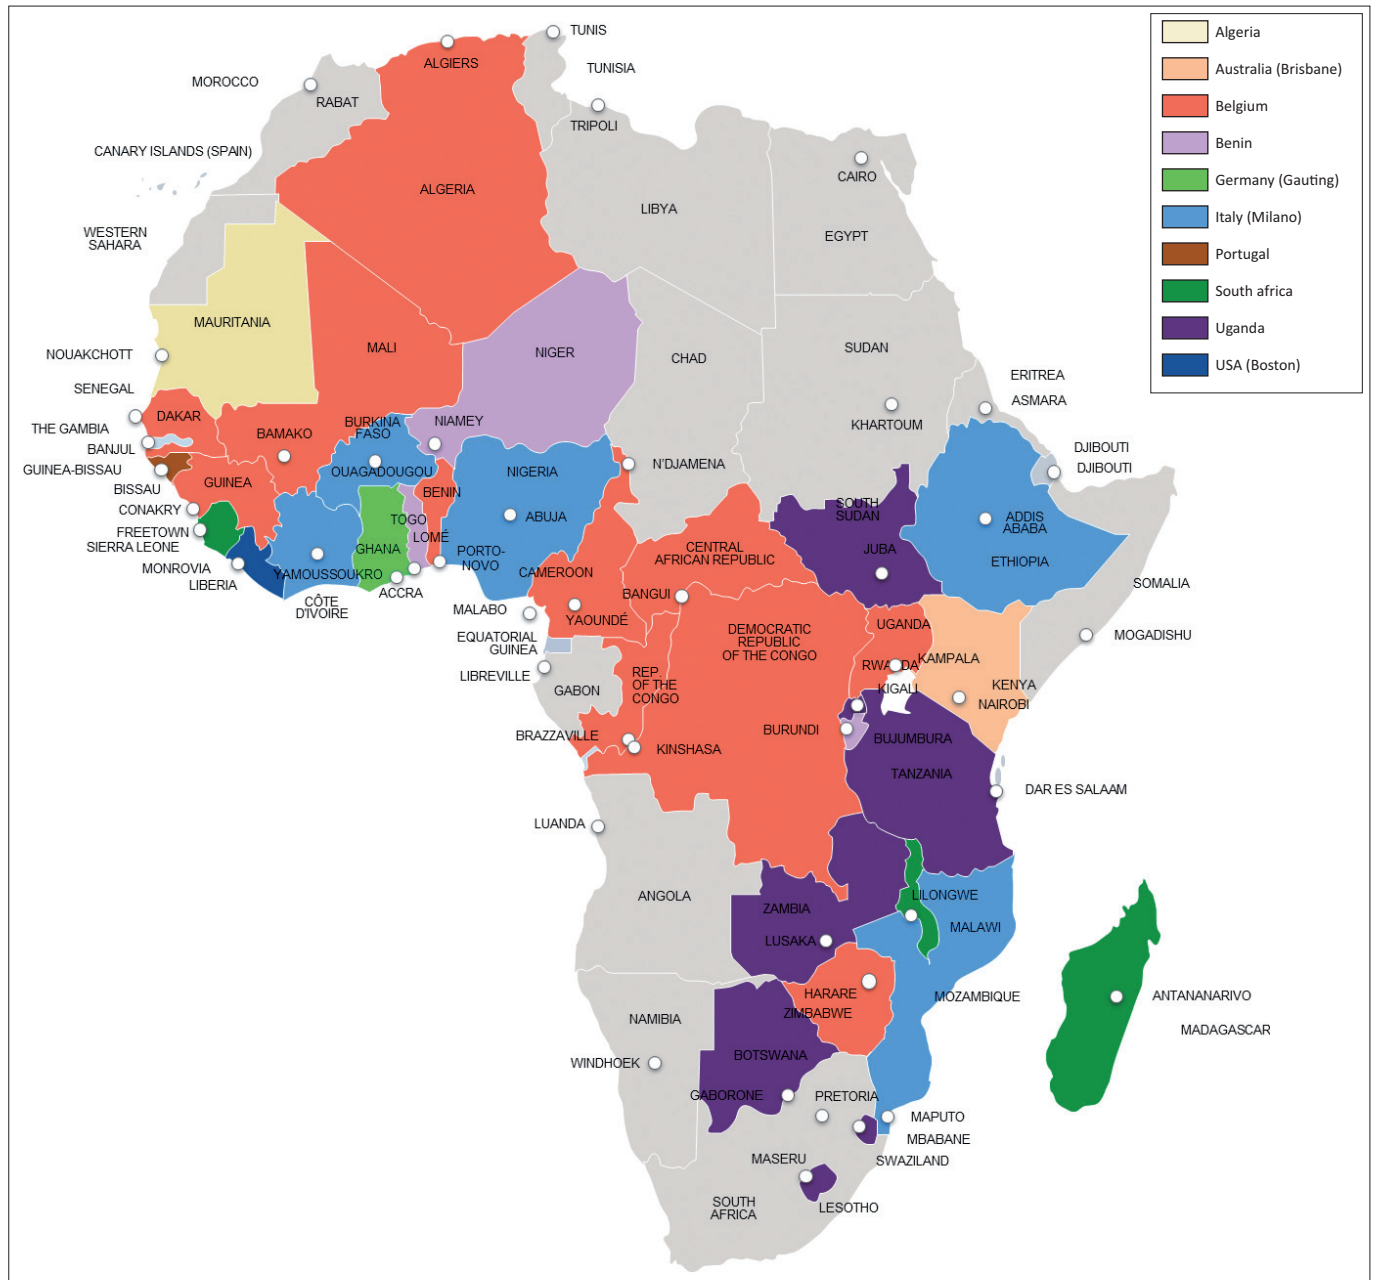 TUNIS
ALGIERS
TUNISIA
MOROCCO
RABAT
TRIPOLI
CANARY ISLANDS (SPAIN)
CAIRO
ALGERIA
LIBYA
EGYPT
WESTERN
SAHARA
MAURITANIA
NOUAKCHOTT
MALI
NIGER
CHAD
SUDAN
SENEGAL
DAKAR
ERITREA
ASMARA
THE GAMBIA
BANJUL
BAMAKO
BURKINA
FASO
NIAMEY
KHARTOUM
DJIBOUTI
DJIBOUTI
GUINEA-BISSAU
BISSAU
GUINEA
OUAGADOUGOU
NIGERIA
N'DJAMENA
BENIN
CONAKRY
FREETOWN
SIERRA LEONE
TOGO
LOMÉ
ABUJA
SOUTH
SUDAN
ADDIS
ABABA
GHANA
PORTO-
NOVO
CENTRAL
AFRICAN REPUBLIC
JUBA
ETHIOPIA
MONROVIA
LIBERIA
YAMOUSSOUKRO
CAMEROON
SOMALIA
CÔTE
D'IVOIRE
ACCRA
BANGUI
MALABO
YAOUNDÉ
UGANDA
EQUATORIAL
GUINEA
DEMOCRATIC
REPUBLIC
OF THE CONGO
MOGADISHU
LIBREVILLE
GABON
REP.
OF THE
CONGO
RWANDA
KAMPALA
KENYA
KIGALI
NAIROBI
BRAZZAVILLE
KINSHASA
BURUNDI
BUJUMBURA
TANZANIA
DAR ES SALAAM
LUANDA
ANGOLA
ZAMBIA
LILONGWE
MALAWI
LUSAKA
HARARE
ZIMBABWE
MOZAMBIQUE
ANTANANARIVO
MADAGASCAR
NAMIBIA
WINDHOEK
BOTSWANA
GABORONE
PRETORIA
MAPUTO
MBABANE
SWAZILAND
MASERU
LESOTHO
SOUTH
AFRICA
Algeria
Australia (Brisbane)
Belgium
Benin
Germany (Gauting)
Italy (Milano)
Portugal
South africa
Uganda
USA (Boston)